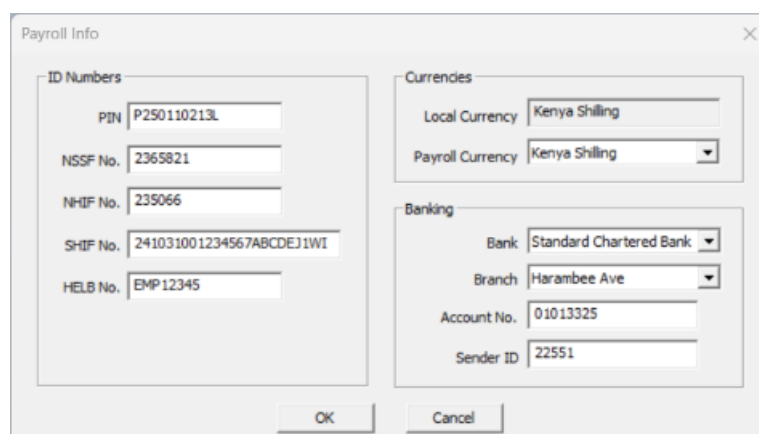 Payroll Info
ID Numbers
PIN P250110213L
NSSF No. 2365821
NHIF No. 235066
SHIF No. 241031001234567ABCDEJ1WI
HELB No. EMP12345
Currencies
Local Currency Kenya Shilling
Payroll Currency Kenya Shilling
Banking
Bank Standard Chartered Bank
Branch Harambee Ave
Account No. 01013325
Sender ID 22551
OK Cancel